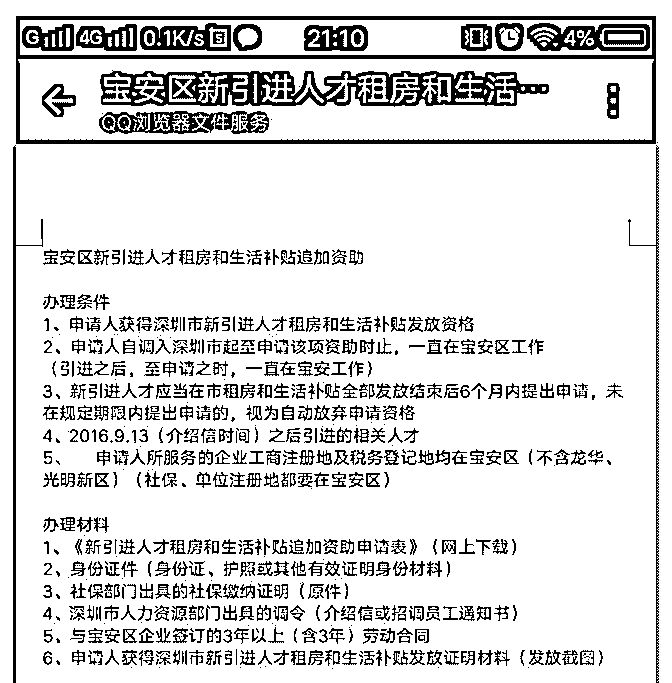 G 4G 0.1K/s 21:10 4%
宝安区新引进人才租房和生活…
QQ浏览器文件服务
宝安区新引进人才租房和生活补贴追加资助
办理条件
1、申请人获得深圳市新引进人才租房和生活补贴发放资格
2、申请人自调入深圳市起至申请该项资助时止，一直在宝安区工作
（引进之后，至申请之时，一直在宝安工作）
3、新引进人才应当在市租房和生活补贴全部发放结束后6个月内提出申请，未
在规定期限内提出申请的，视为自动放弃申请资格
4、2016.9.13（介绍信时间）之后引进的相关人才
5、 申请人所服务的企业工商注册地及税务登记地均在宝安区（不含龙华、
光明新区）（社保、单位注册地都要在宝安区）
办理材料
1、《新引进人才租房和生活补贴追加资助申请表》（网上下载）
2、身份证件（身份证、护照或其他有效证明身份材料）
3、社保部门出具的社保缴纳证明（原件）
4、深圳市人力资源部门出具的调令（介绍信或招调员工通知书）
5、与宝安区企业签订的3年以上（含3年）劳动合同
6、申请人获得深圳市新引进人才租房和生活补贴发放证明材料（发放截图）